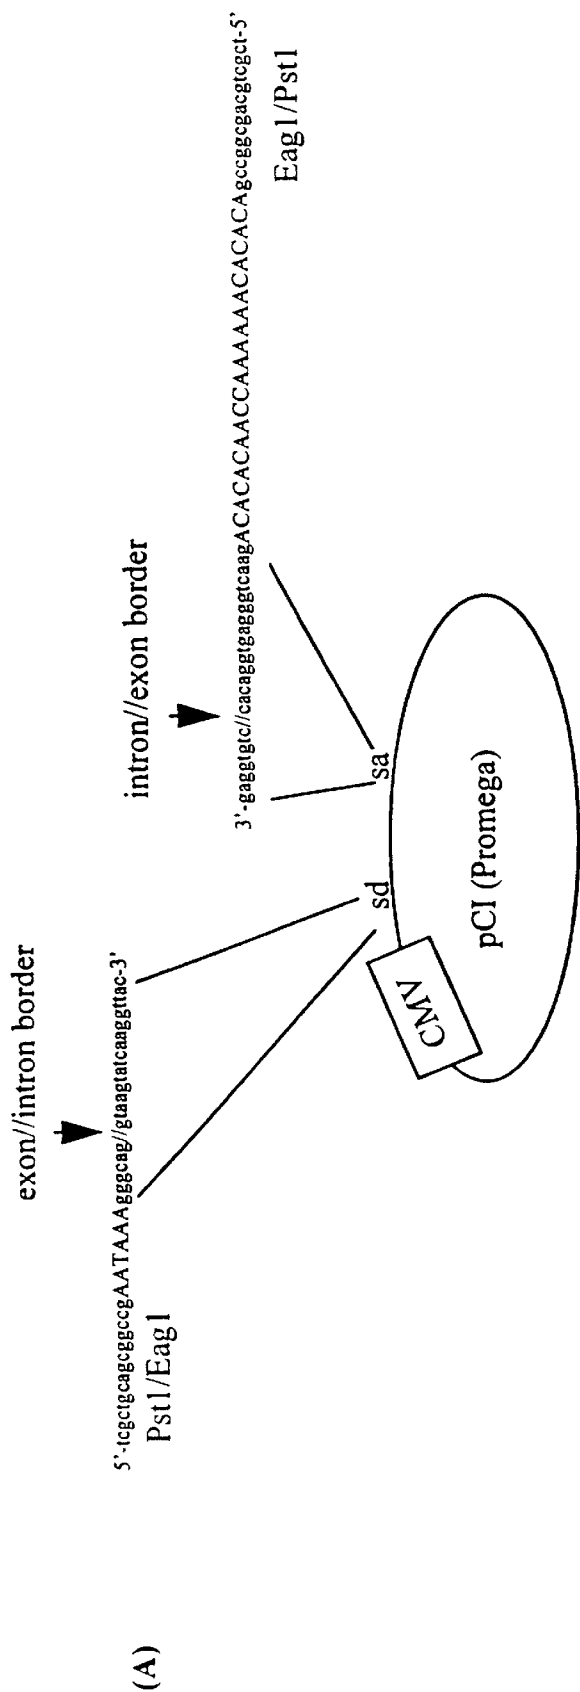 (A)
exon//intron border
5'-tcgctgcagcggccgAATAAAgggcag//gtaagtatcaaggttac-3'
Pst1/Eag1
intron//exon border
3'-gaggtgtc//cacaggtgagggtcaagACACACAACCAAAAAACACACAgccggcgacgtcgct-5'
Eag1/Pst1
sd
sa
CMV
pCI (Promega)